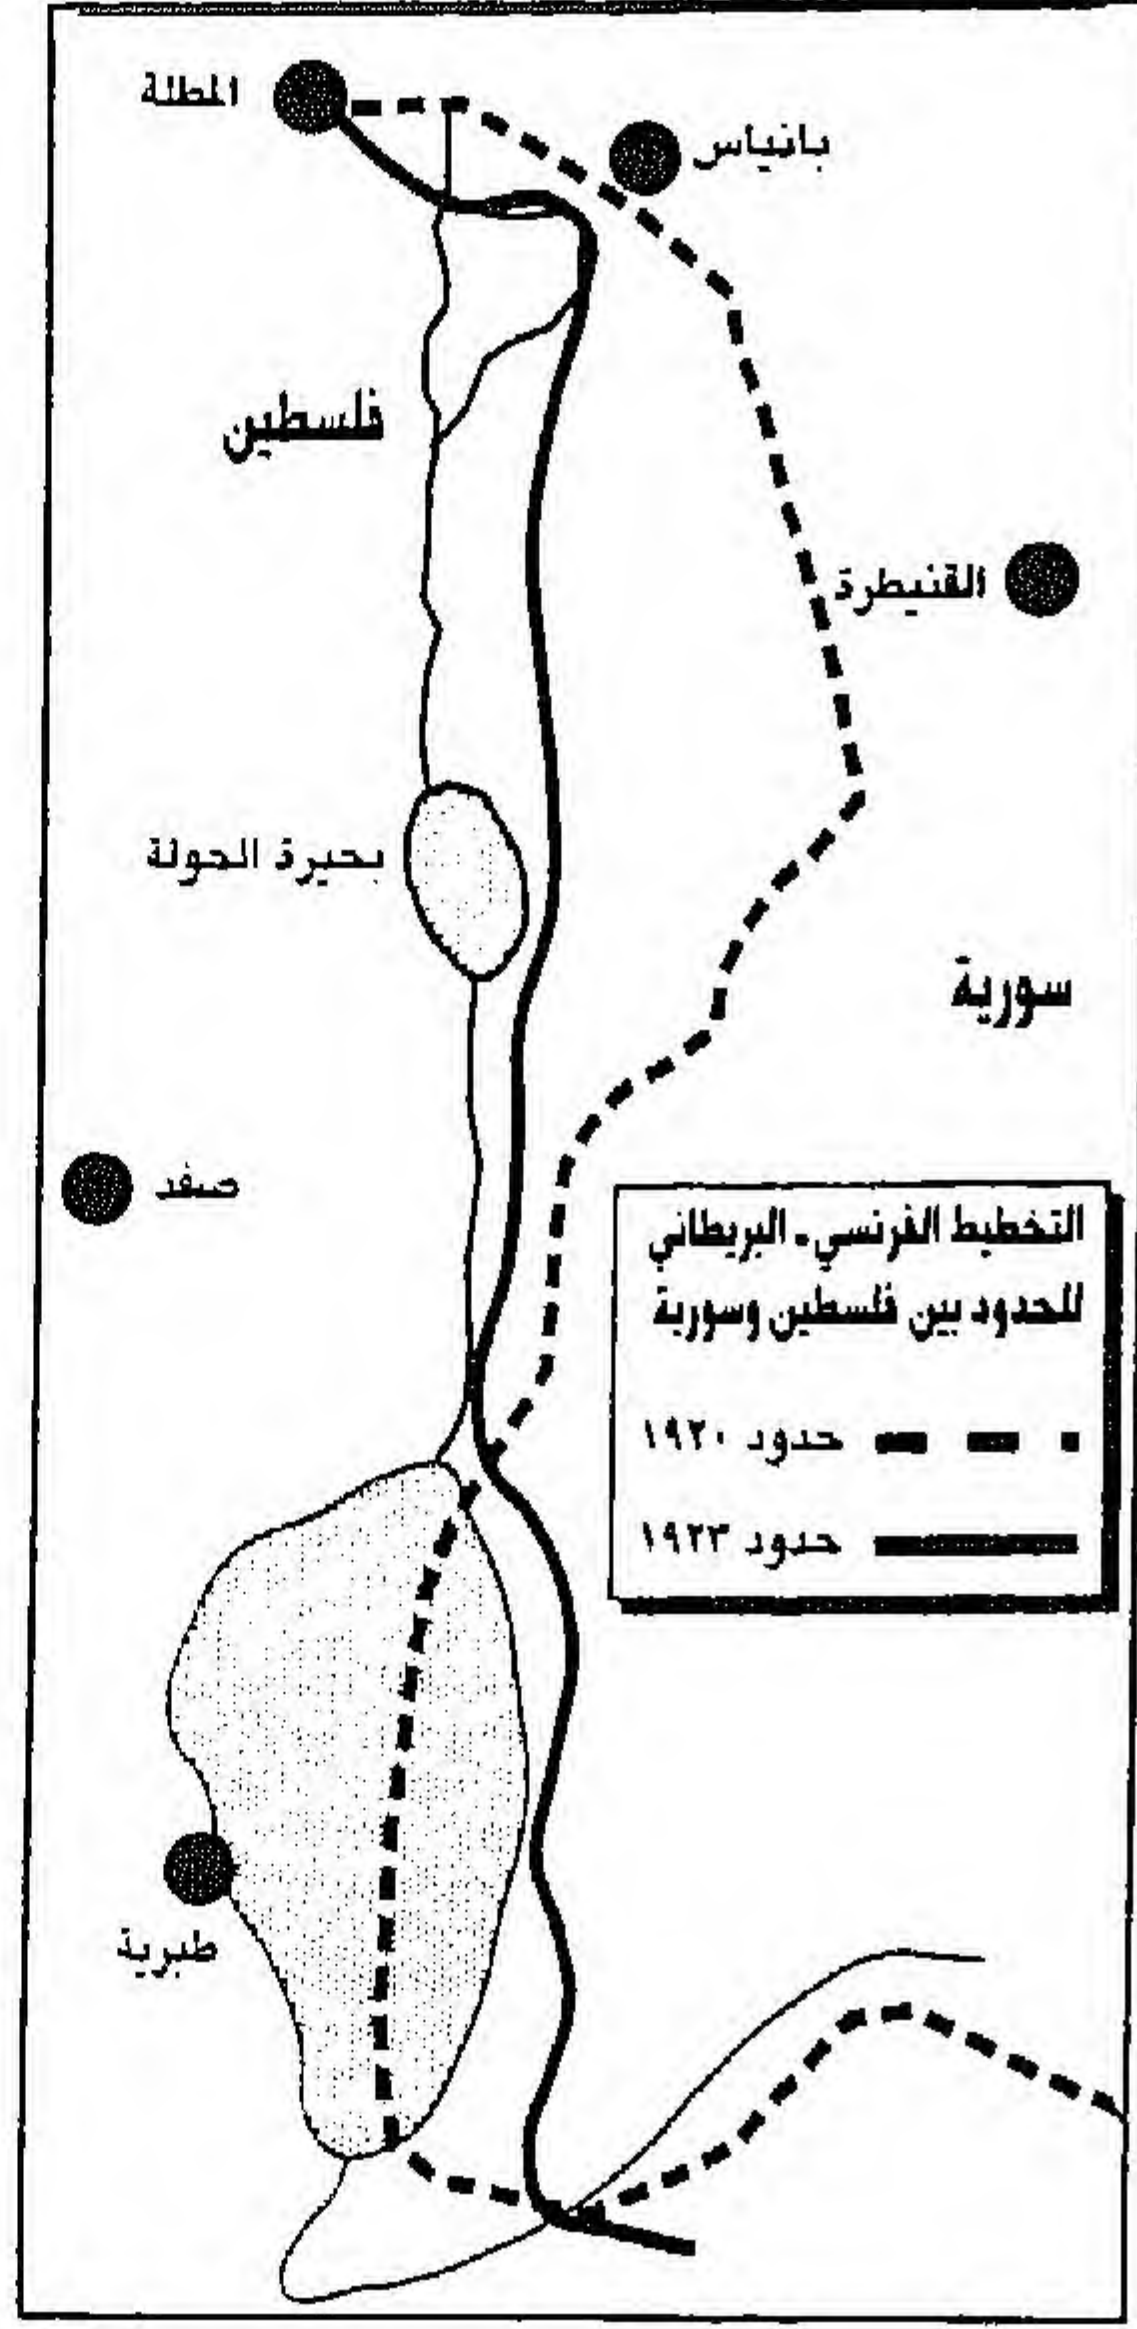 المطلة
بانياس
فلسطين
القنيطرة
بحيرة الحولة
سورية
صفد
التخطيط الفرنسي - البريطاني
للحدود بين فلسطين وسورية
حدود ١٩٢٠
حدود ١٩٢٣
طبرية